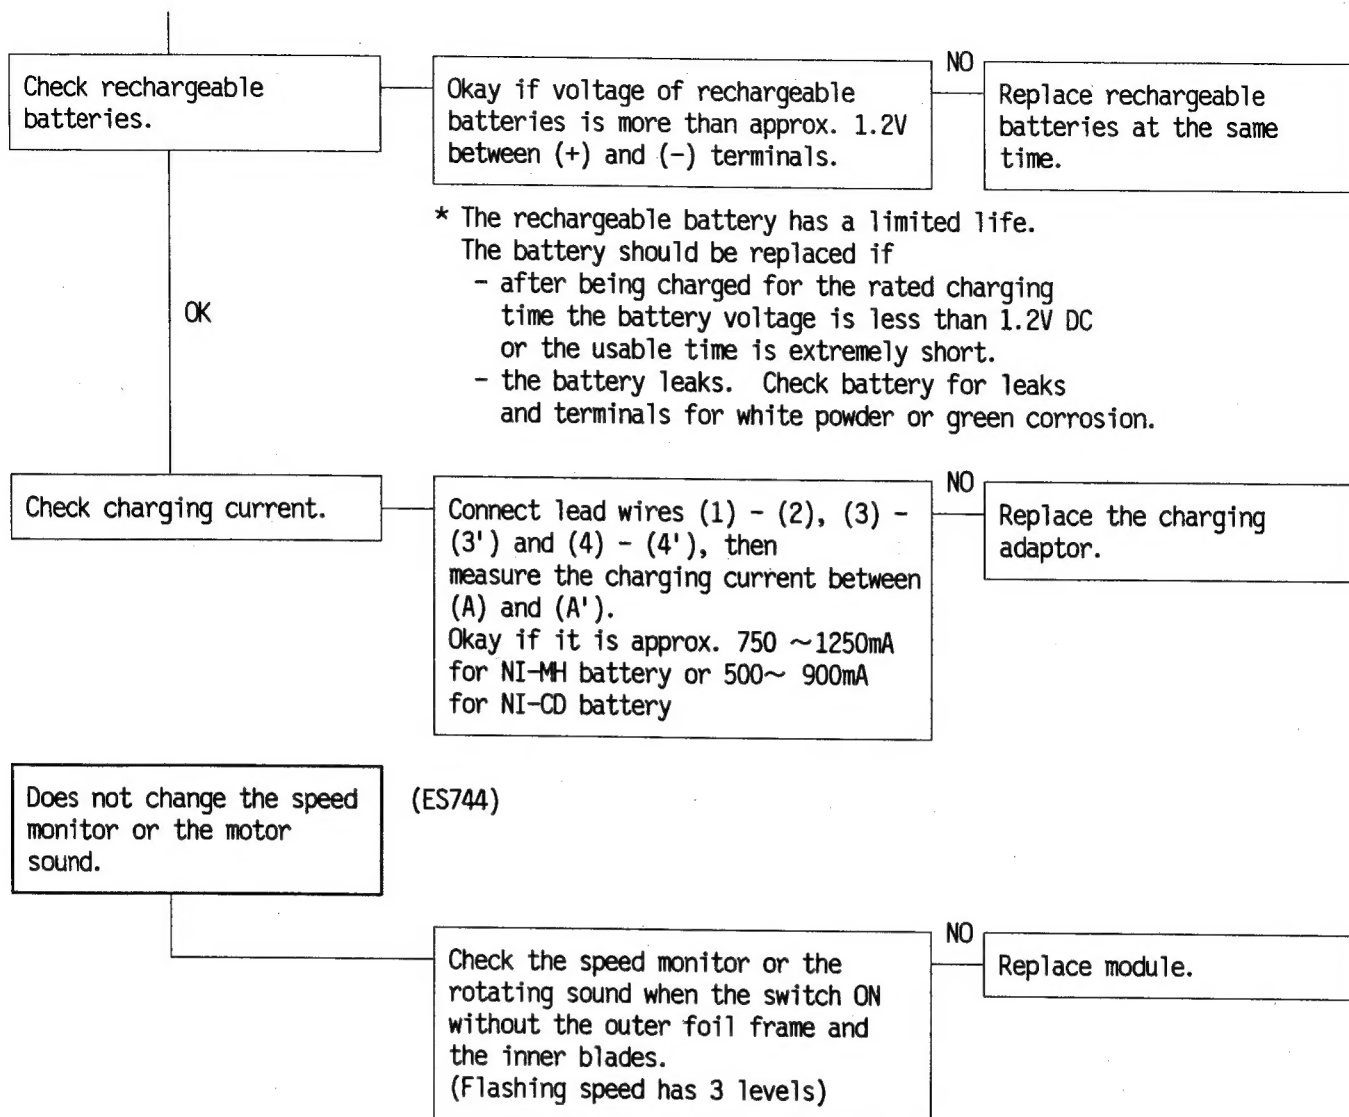 Check rechargeable
batteries.
Okay if voltage of rechargeable
batteries is more than approx. 1.2V
between (+) and (-) terminals.
NO
Replace rechargeable
batteries at the same
time.
* The rechargeable battery has a limited life.
The battery should be replaced if
- after being charged for the rated charging
time the battery voltage is less than 1.2V DC
or the usable time is extremely short.
- the battery leaks. Check battery for leaks
and terminals for white powder or green corrosion.
OK
Check charging current.
Connect lead wires (1) - (2), (3) -
(3') and (4) - (4'), then
measure the charging current between
(A) and (A').
Okay if it is approx. 750 ~1250mA
for NI-MH battery or 500~ 900mA
for NI-CD battery
NO
Replace the charging
adaptor.
Does not change the speed
monitor or the motor
sound.
(ES744)
Check the speed monitor or the
rotating sound when the switch ON
without the outer foil frame and
the inner blades.
(Flashing speed has 3 levels)
NO
Replace module.